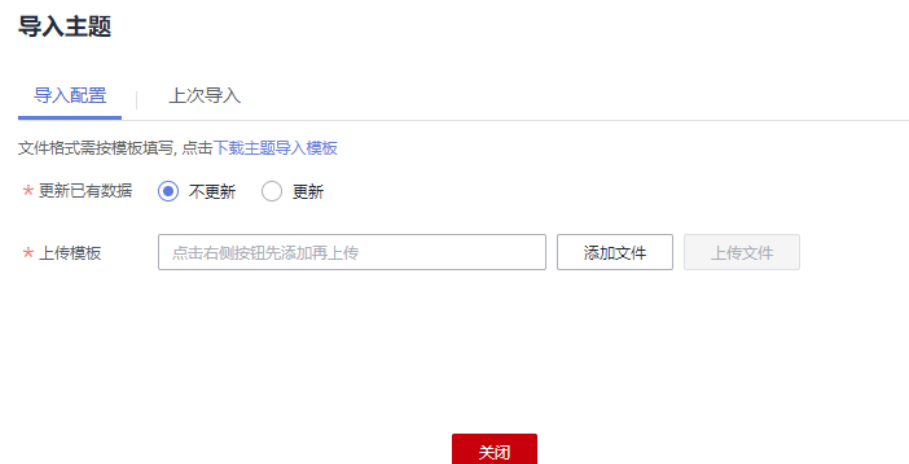 导入主题
导入配置 上次导入
文件格式需按模板填写, 点击下载主题导入模板
* 更新已有数据 不更新 更新
* 上传模板 点击右侧按钮先添加再上传 添加文件 上传文件
关闭